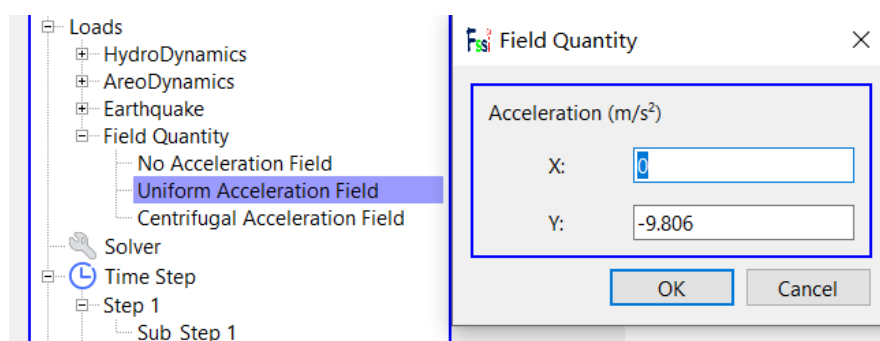 Loads
HydroDynamics
AreoDynamics
Earthquake
Field Quantity
No Acceleration Field
Uniform Acceleration Field
Centrifugal Acceleration Field
Solver
Time Step
Step 1
Sub Step 1
Fssi Field Quantity
Acceleration (m/s²)
X: 0
Y: -9.806
OK Cancel